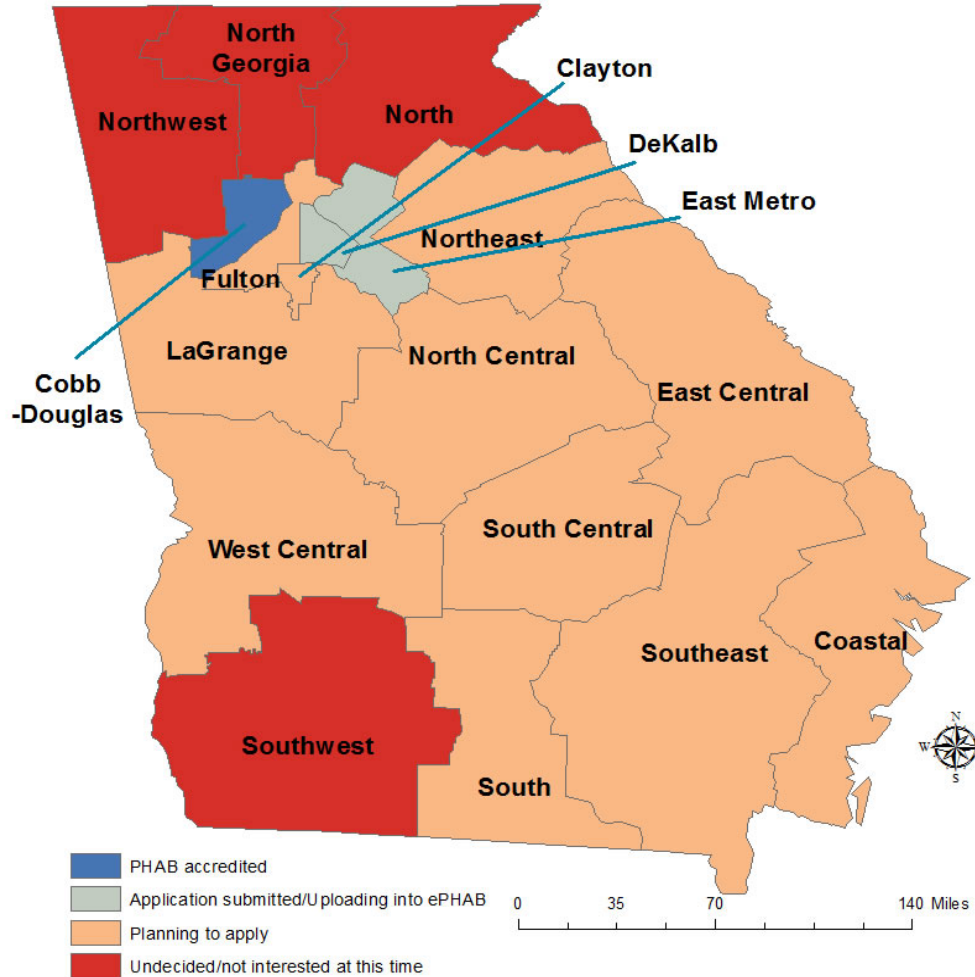 North
Georgia
Clayton
Northwest
North
DeKalb
East Metro
Northeast
Fulton
LaGrange
North Central
Cobb
-Douglas
East Central
South Central
West Central
Southeast
Coastal
Southwest
South
N
W
S
PHAB accredited
Application submitted/Uploading into ePHAB
Planning to apply
Undecided/not interested at this time
0 35 70 140 Miles